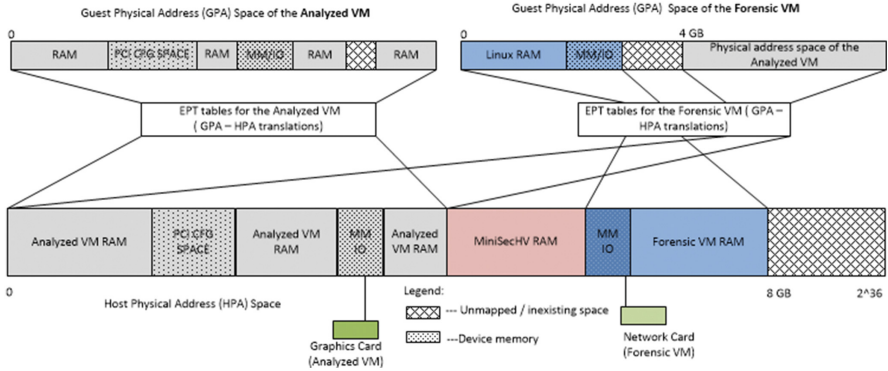 Guest Physical Address (GPA) Space of the Analyzed VM
Guest Physical Address (GPA) Space of the Forensic VM
0
0
4 GB
RAM
PCI CFG SPACE
RAM
MM/IO
RAM
RAM
Linux RAM
MM/IO
Physical address space of the
Analyzed VM
EPT tables for the Analyzed VM
( GPA – HPA translations)
EPT tables for the Forensic VM ( GPA –
HPA translations)
Analyzed VM RAM
PCI CFG
SPACE
Analyzed VM
RAM
MM
IO
Analyzed
VM RAM
MiniSecHV RAM
MM
IO
Forensic VM RAM
0
Host Physical Address (HPA) Space
8 GB
2^36
Legend:
--- Unmapped / inexisting space
---Device memory
Graphics Card
(Analyzed VM)
Network Card
(Forensic VM)